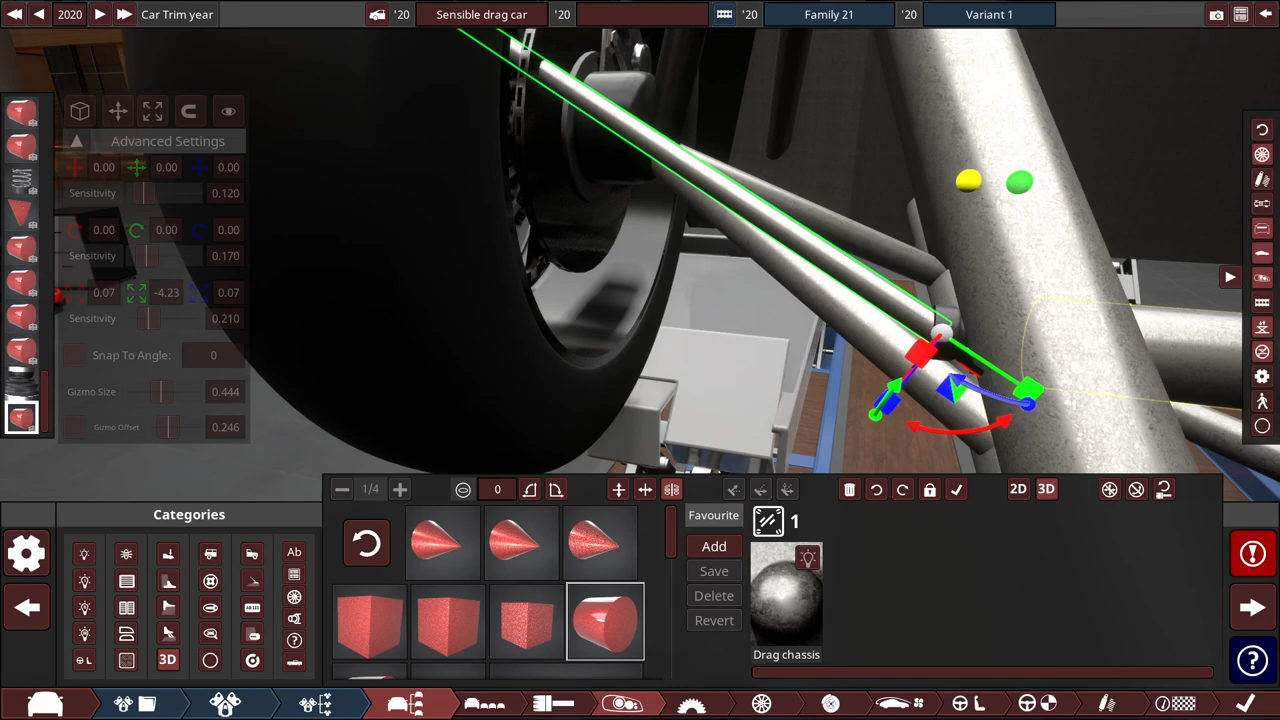 2020
Car Trim year
'20
Sensible drag car
'20
'20
Family 21
'20
Variant 1
Advanced Settings
0.00
0.00
0.00
Sensitivity
0.120
0.00
0.00
0.00
Sensitivity
0.170
0.07
-4.23
0.07
Sensitivity
0.210
Snap To Angle:
0
Gizmo Size
0.444
Gizmo Offset
0.246
1/4
0
2D
3D
Categories
Ab
L
3D
Favourite
Add
Save
Delete
Revert
1
Drag chassis